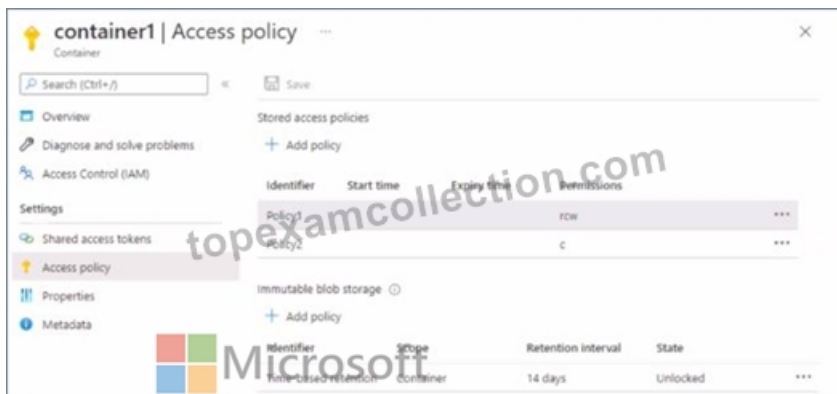 container1 | Access policy ...
Container
Search (Ctrl+/)
«
Save
Overview
Diagnose and solve problems
Access Control (IAM)
Settings
Shared access tokens
Access policy
Properties
Metadata
Stored access policies
+ Add policy
Identifier Start time Expiry time Permissions
Policy1 rcw ...
Policy2 c ...
Immutable blob storage
+ Add policy
Identifier Scope Retention interval State
Time-based retention Container 14 days Unlocked ...
topexamcollection.com
Microsoft